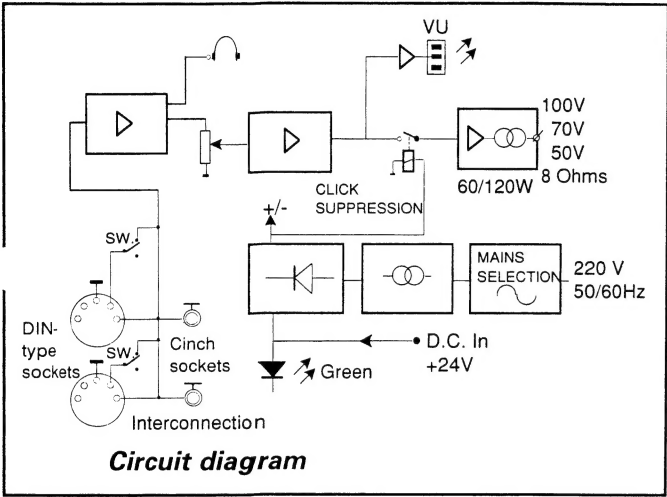 VU
100V
70V
50V
8 Ohms
60/120W
CLICK
SUPPRESSION
+/-
SW.
MAINS
SELECTION
220 V
50/60Hz
DIN-
type
sockets
SW.
Cinch
sockets
D.C. In
+24V
Green
Interconnection
Circuit diagram